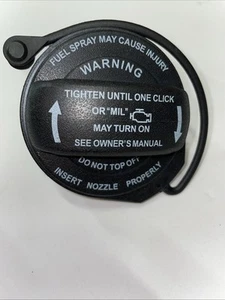 FUEL SPRAY MAY CAUSE INJURY
WARNING
TIGHTEN UNTIL ONE CLICK
OR "MIL"
MAY TURN ON
SEE OWNER'S MANUAL
DO NOT TOP OFF
INSERT NOZZLE PROPERLY